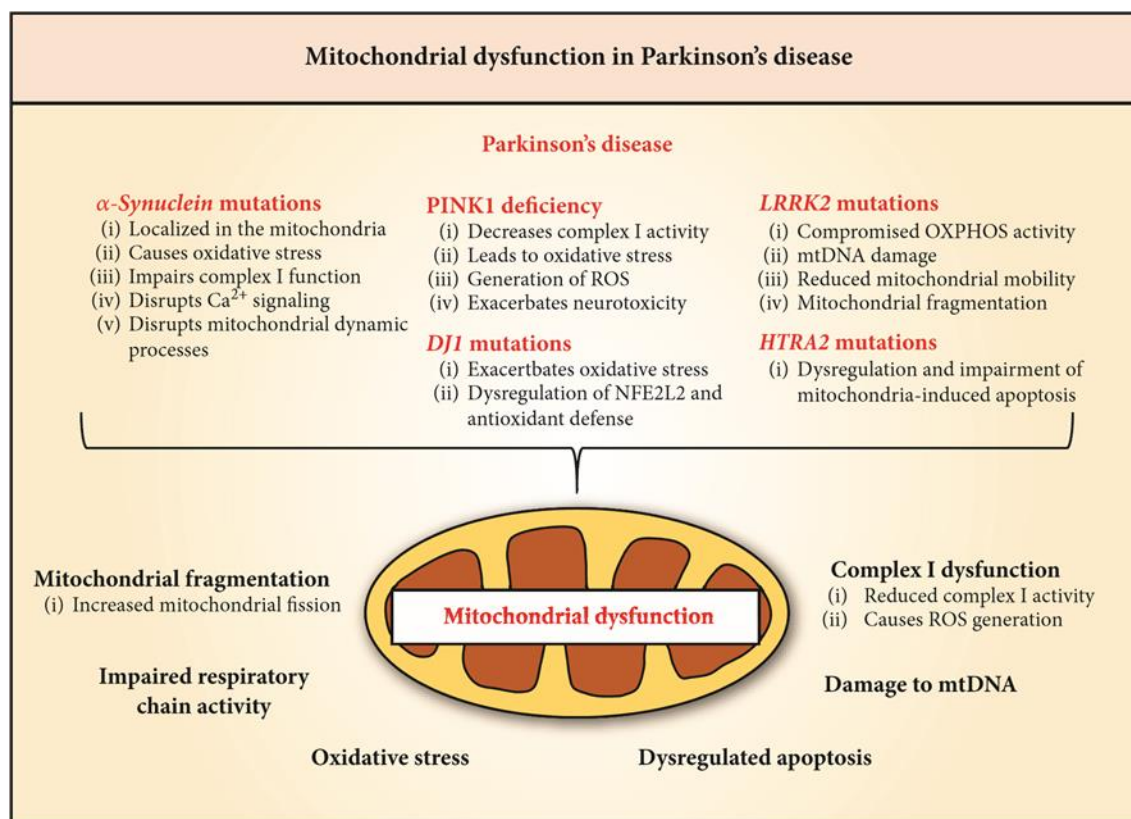 Mitochondrial dysfunction in Parkinson's disease
Parkinson's disease
α-Synuclein mutations
(i) Localized in the mitochondria
(ii) Causes oxidative stress
(iii) Impairs complex I function
(iv) Disrupts Ca²⁺ signaling
(v) Disrupts mitochondrial dynamic
processes
PINK1 deficiency
(i) Decreases complex I activity
(ii) Leads to oxidative stress
(iii) Generation of ROS
(iv) Exacerbates neurotoxicity
DJ1 mutations
(i) Exacertbates oxidative stress
(ii) Dysregulation of NFE2L2 and
antioxidant defense
LRRK2 mutations
(i) Compromised OXPHOS activity
(ii) mtDNA damage
(iii) Reduced mitochondrial mobility
(iv) Mitochondrial fragmentation
HTRA2 mutations
(i) Dysregulation and impairment of
mitochondria-induced apoptosis
Mitochondrial fragmentation
(i) Increased mitochondrial fission
Impaired respiratory
chain activity
Oxidative stress
Mitochondrial dysfunction
Complex I dysfunction
(i) Reduced complex I activity
(ii) Causes ROS generation
Damage to mtDNA
Dysregulated apoptosis